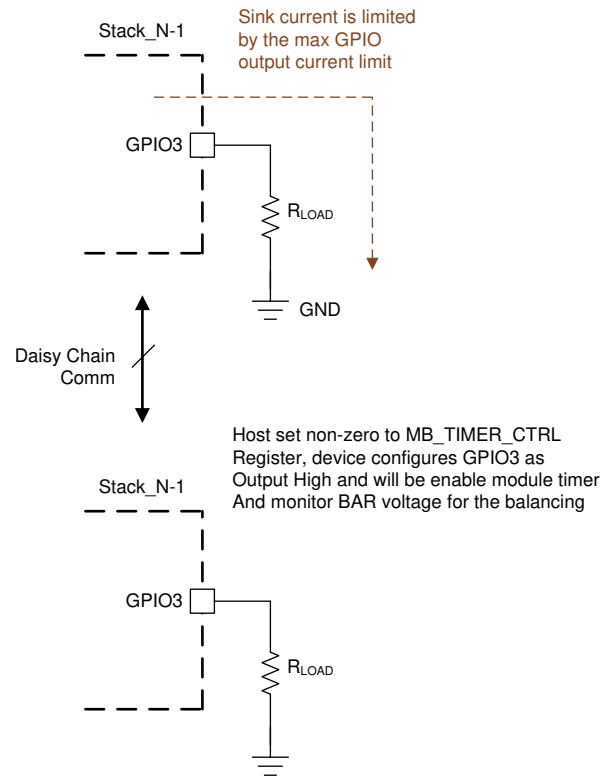 Stack_N-1
Sink current is limited
by the max GPIO
output current limit
GPIO3
RLOAD
GND
Daisy Chain
Comm
Host set non-zero to MB_TIMER_CTRL
Register, device configures GPIO3 as
Output High and will be enable module timer
And monitor BAR voltage for the balancing
Stack_N-1
GPIO3
RLOAD